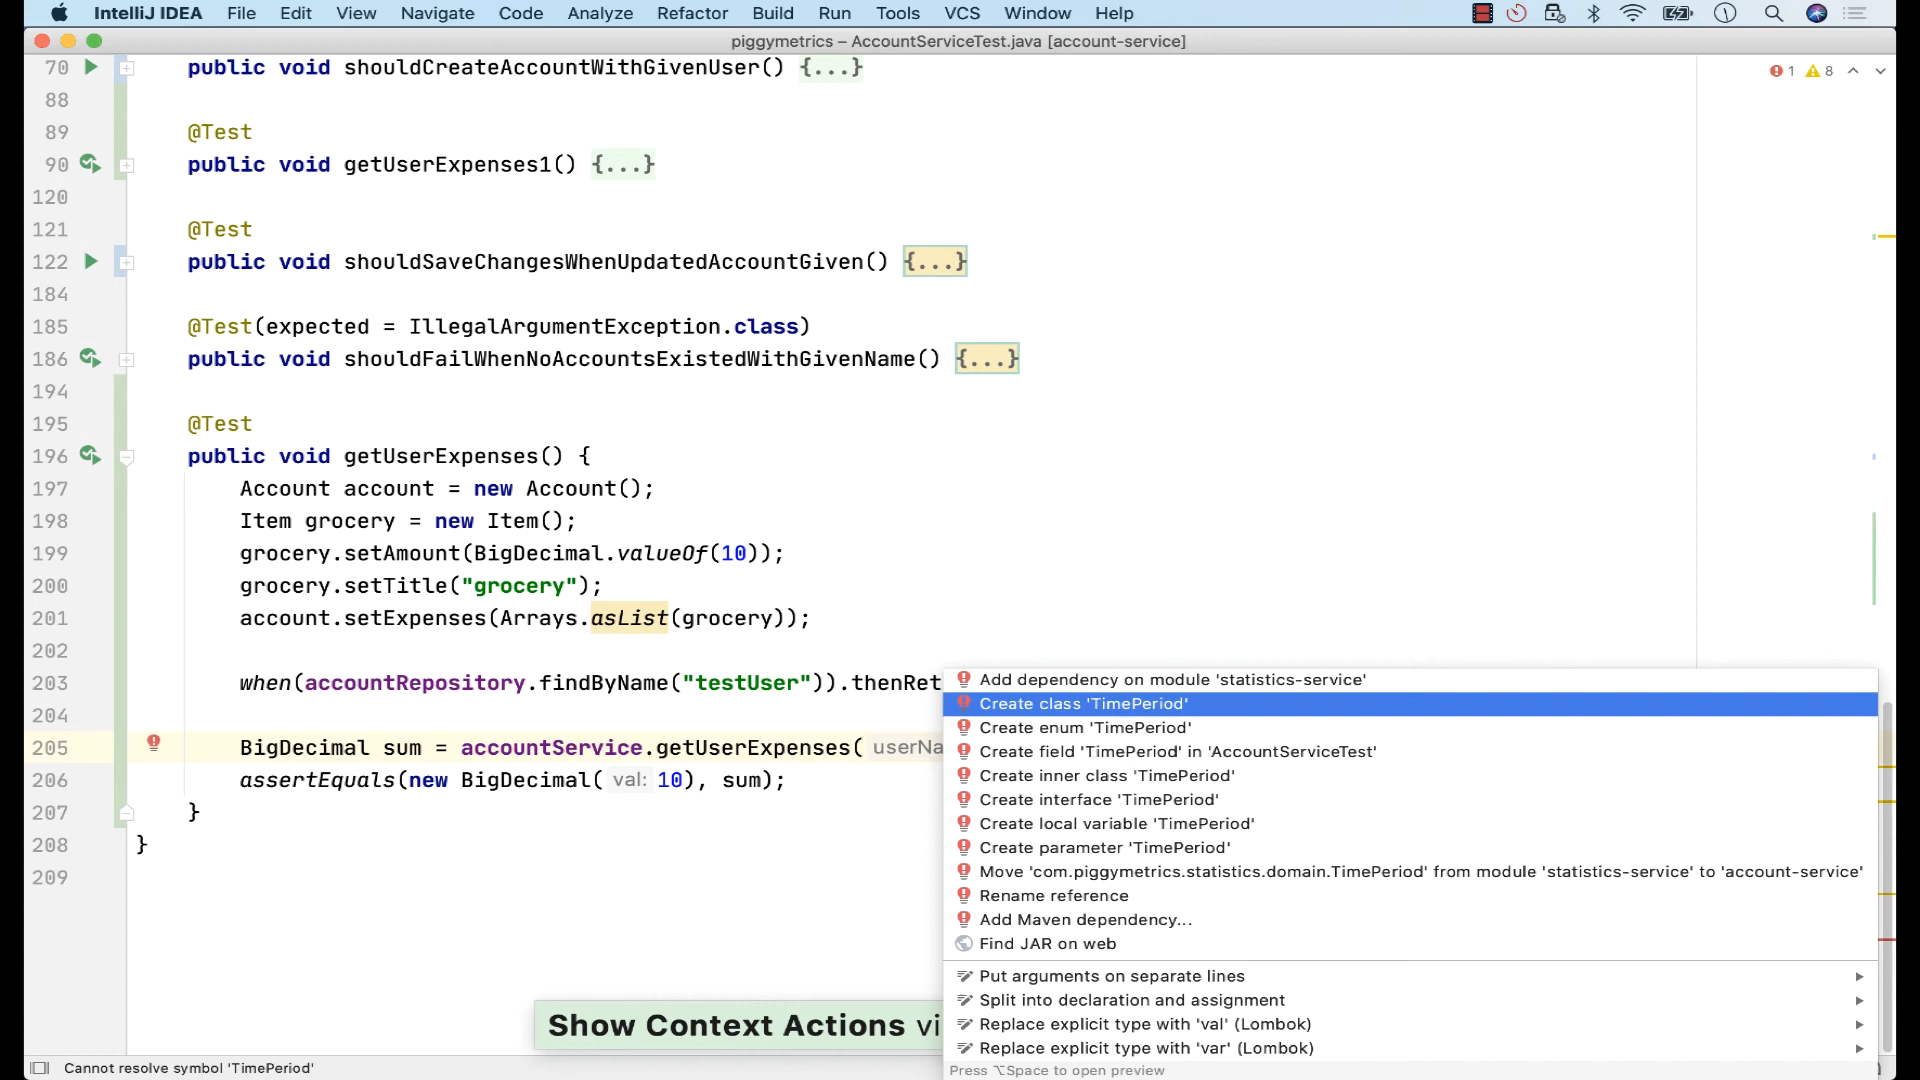 IntelliJ IDEA File Edit View Navigate Code Analyze Refactor Build Run Tools VCS Window Help
piggymetrics – AccountServiceTest.java [account-service]
70 public void shouldCreateAccountWithGivenUser() {...}
1 8
88
89 @Test
90 public void getUserExpenses1() {...}
120
121 @Test
122 public void shouldSaveChangesWhenUpdatedAccountGiven() {...}
184
185 @Test(expected = IllegalArgumentException.class)
186 public void shouldFailWhenNoAccountsExistedWithGivenName() {...}
194
195 @Test
196 public void getUserExpenses() {
197 Account account = new Account();
198 Item grocery = new Item();
199 grocery.setAmount(BigDecimal.valueOf(10));
200 grocery.setTitle("grocery");
201 account.setExpenses(Arrays.asList(grocery));
202
203 when(accountRepository.findByName("testUser")).thenRet
204
205 BigDecimal sum = accountService.getUserExpenses( userNa
206 assertEquals(new BigDecimal( val: 10), sum);
207 }
208 }
209
Add dependency on module 'statistics-service'
Create class 'TimePeriod'
Create enum 'TimePeriod'
Create field 'TimePeriod' in 'AccountServiceTest'
Create inner class 'TimePeriod'
Create interface 'TimePeriod'
Create local variable 'TimePeriod'
Create parameter 'TimePeriod'
Move 'com.piggymetrics.statistics.domain.TimePeriod' from module 'statistics-service' to 'account-service'
Rename reference
Add Maven dependency...
Find JAR on web
Put arguments on separate lines
Split into declaration and assignment
Replace explicit type with 'val' (Lombok)
Replace explicit type with 'var' (Lombok)
Press ⌥Space to open preview
Show Context Actions vi
Cannot resolve symbol 'TimePeriod'